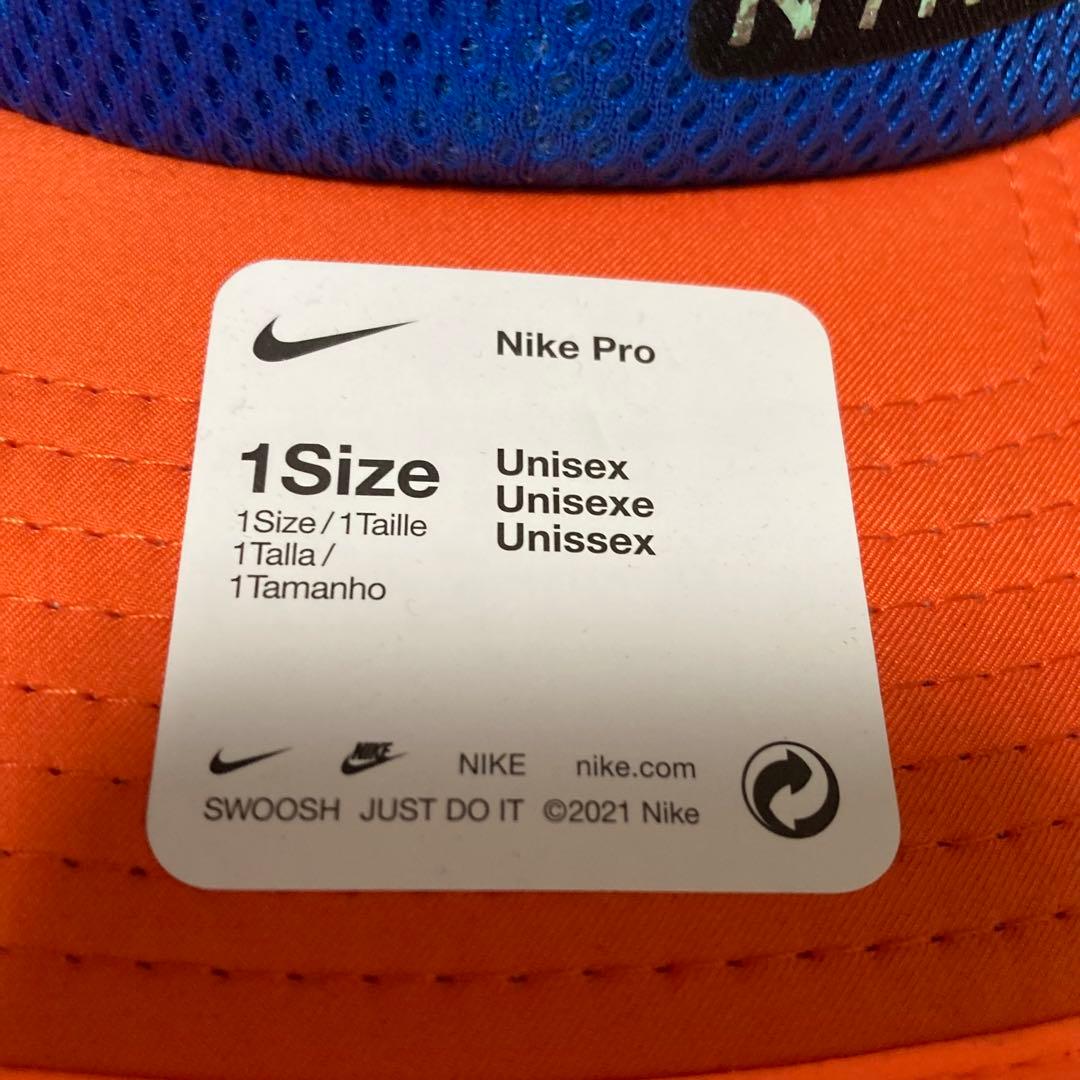 Nike Pro
1Size
1Size/1Taille
1Talla/
1Tamanho
Unisex
Unisexe
Unissex
NIKE NIKE nike.com
SWOOSH JUST DO IT ©2021 Nike